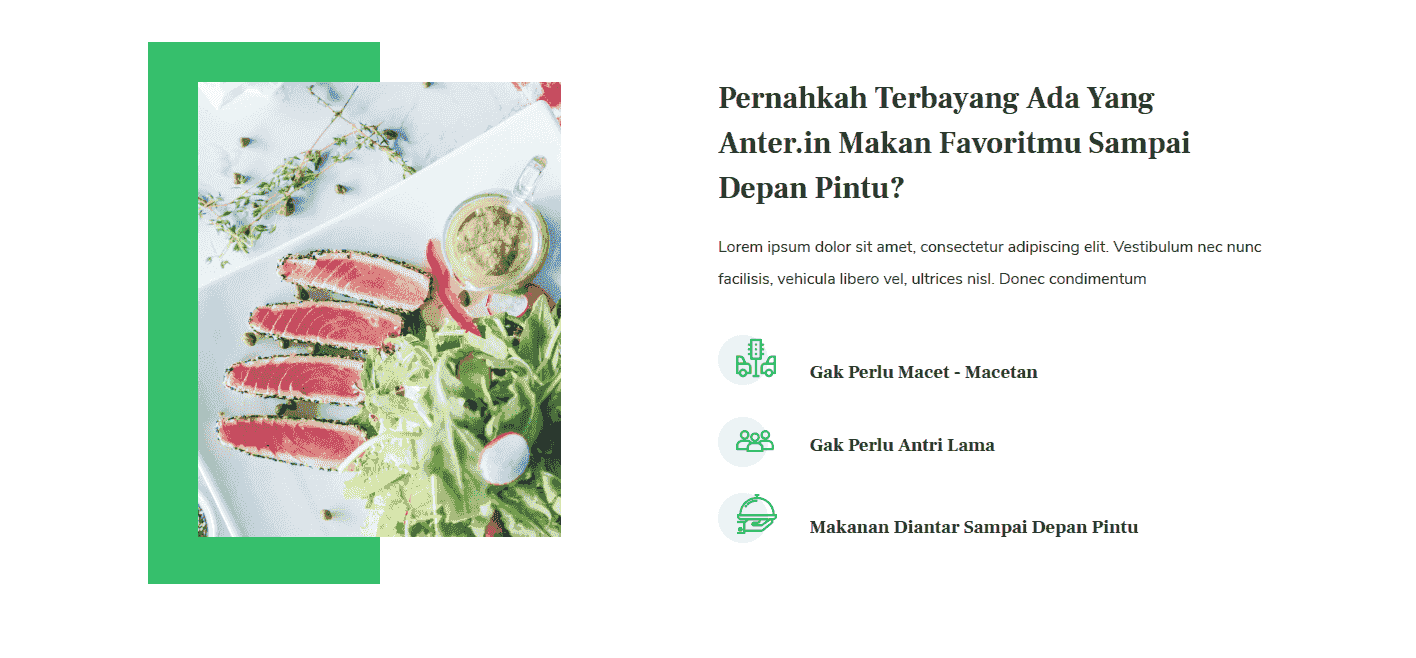 Pernahkah Terbayang Ada Yang
Anter.in Makan Favoritmu Sampai
Depan Pintu?
Lorem ipsum dolor sit amet, consectetur adipiscing elit. Vestibulum nec nunc
facilisis, vehicula libero vel, ultrices nisl. Donec condimentum
Gak Perlu Macet - Macetan
Gak Perlu Antri Lama
Makanan Diantar Sampai Depan Pintu